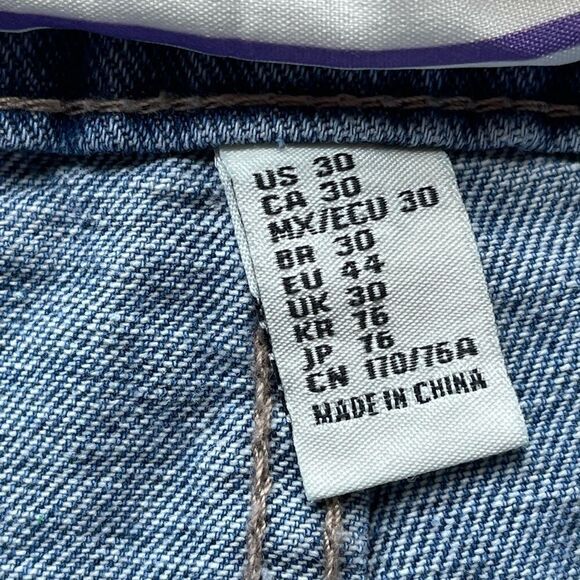 US 30
CA 30
MX/ECU 30
BR 30
EU 44
UK 30
KR 76
JP 76
CN 170/76A
MADE IN CHINA